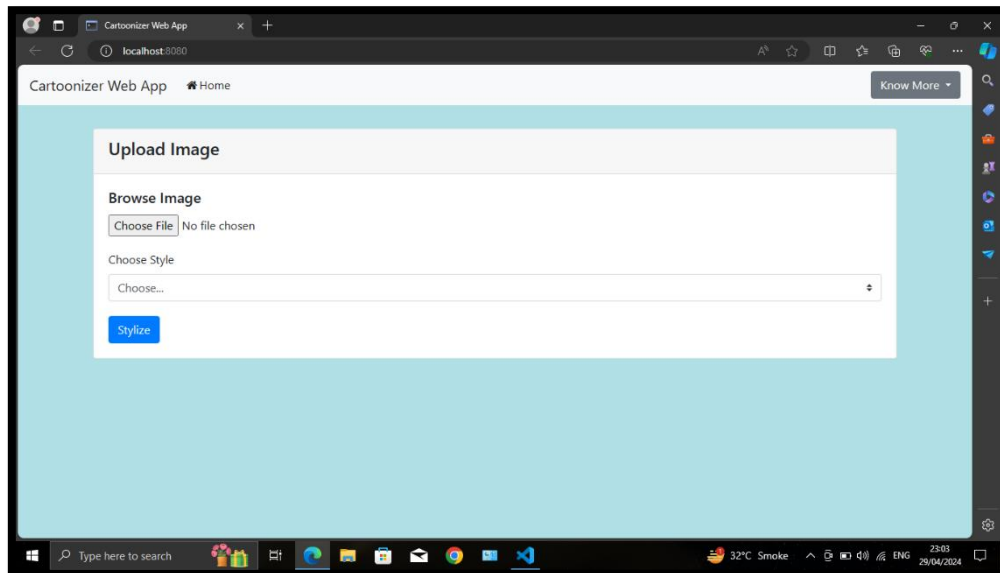 Cartoonizer Web App
localhost:8080
Cartoonizer Web App Home Know More
Upload Image
Browse Image
Choose File No file chosen
Choose Style
Choose...
Stylize
Type here to search
32°C Smoke ENG 23:03
29/04/2024